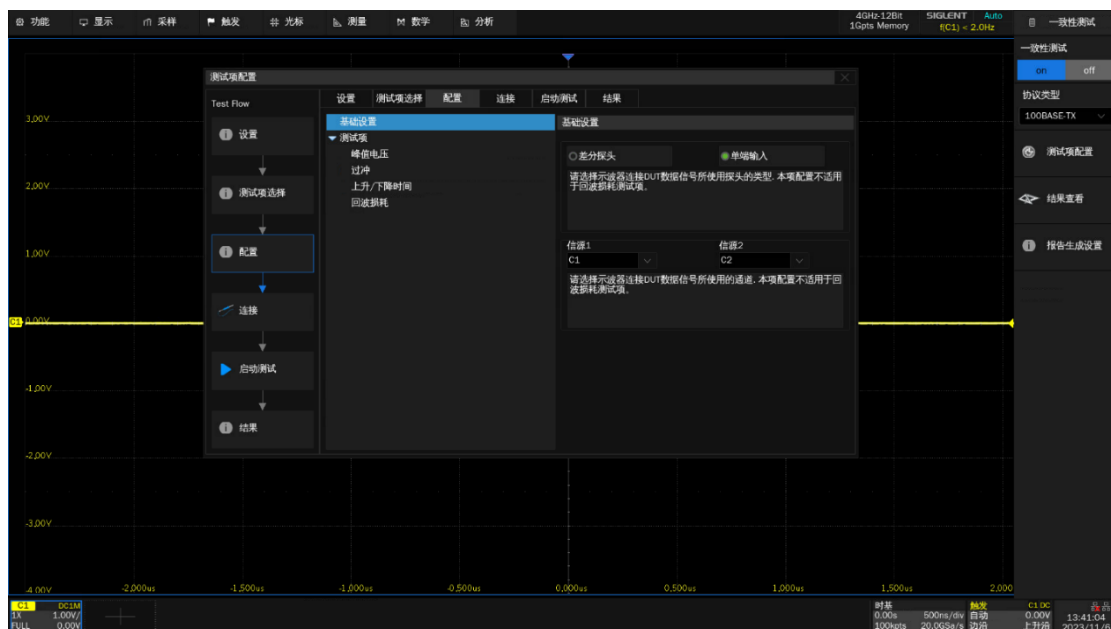 功能 显示 采样 触发 光标 测量 数学 分析
4GHz-12Bit SIGLENT Auto
1Gpts Memory f(C1) < 2.0Hz
一致性测试
一致性测试
on off
协议类型
100BASE-TX
测试项配置
结果查看
报告生成设置
测试项配置
Test Flow
设置
测试项选择
配置
连接
启动测试
结果
设置 测试项选择 配置 连接 启动测试 结果
基础设置
测试项
峰值电压
过冲
上升/下降时间
回波损耗
基础设置
差分探头 单端输入
请选择示波器连接DUT数据信号所使用探头的类型. 本项配置不适用
于回波损耗测试项.
信源1 信源2
C1 C2
请选择示波器连接DUT数据信号所使用的通道. 本项配置不适用于回
波损耗测试项.
3.00V
2.00V
1.00V
C1 0.00V
-1.00V
-2.00V
-3.00V
-4.00V
-2.000us -1.500us -1.000us -0.500us 0.000us 0.500us 1.000us 1.500us 2.000
C1 DC1M
1X 1.00V/
FULL 0.00V
时基
0.00s 500ns/div
100kpts 20.0GSa/s
触发 C1 DC
自动 0.00V
边沿 上升沿
13:41:04
2023/11/6